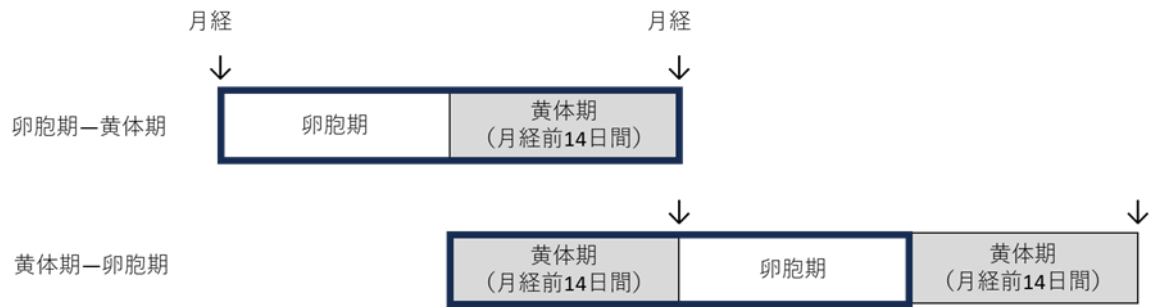 月経 月経
卵胞期―黄体期 卵胞期 黄体期
（月経前14日間）
黄体期―卵胞期 黄体期 卵胞期 黄体期
（月経前14日間） （月経前14日間）